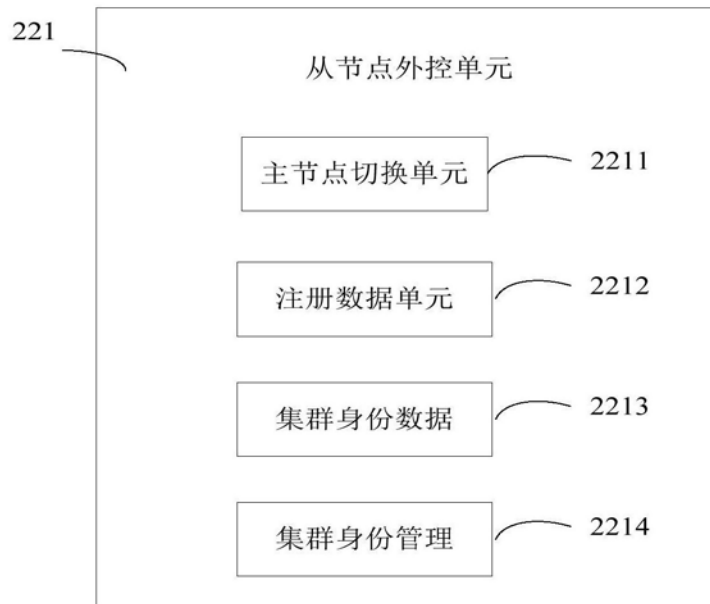 221
从节点外控单元
主节点切换单元
2211
注册数据单元
2212
集群身份数据
2213
集群身份管理
2214